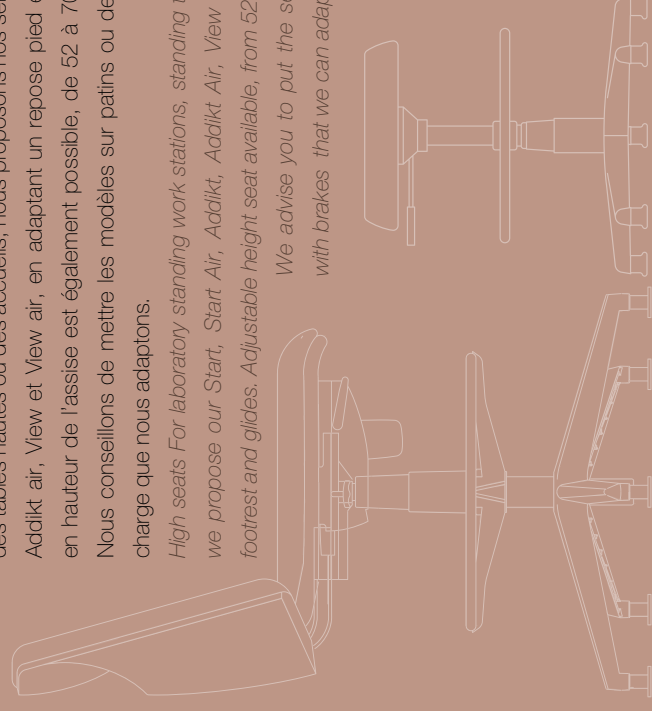 des tables hautes ou des accueils, nous proposons nos
Addikt air, View et View air, en adaptant un repose pied
en hauteur de l'assise est également possible, de 52 à
Nous conseillons de mettre les modèles sur patins ou
charge que nous adaptons.
High seats For laboratory standing work stations, standing
we propose our Start, Start Air, Addikt, Addikt Air, View
footrest and glides. Adjustable height seat available, from 52
We advise you to put the
with brakes that we can